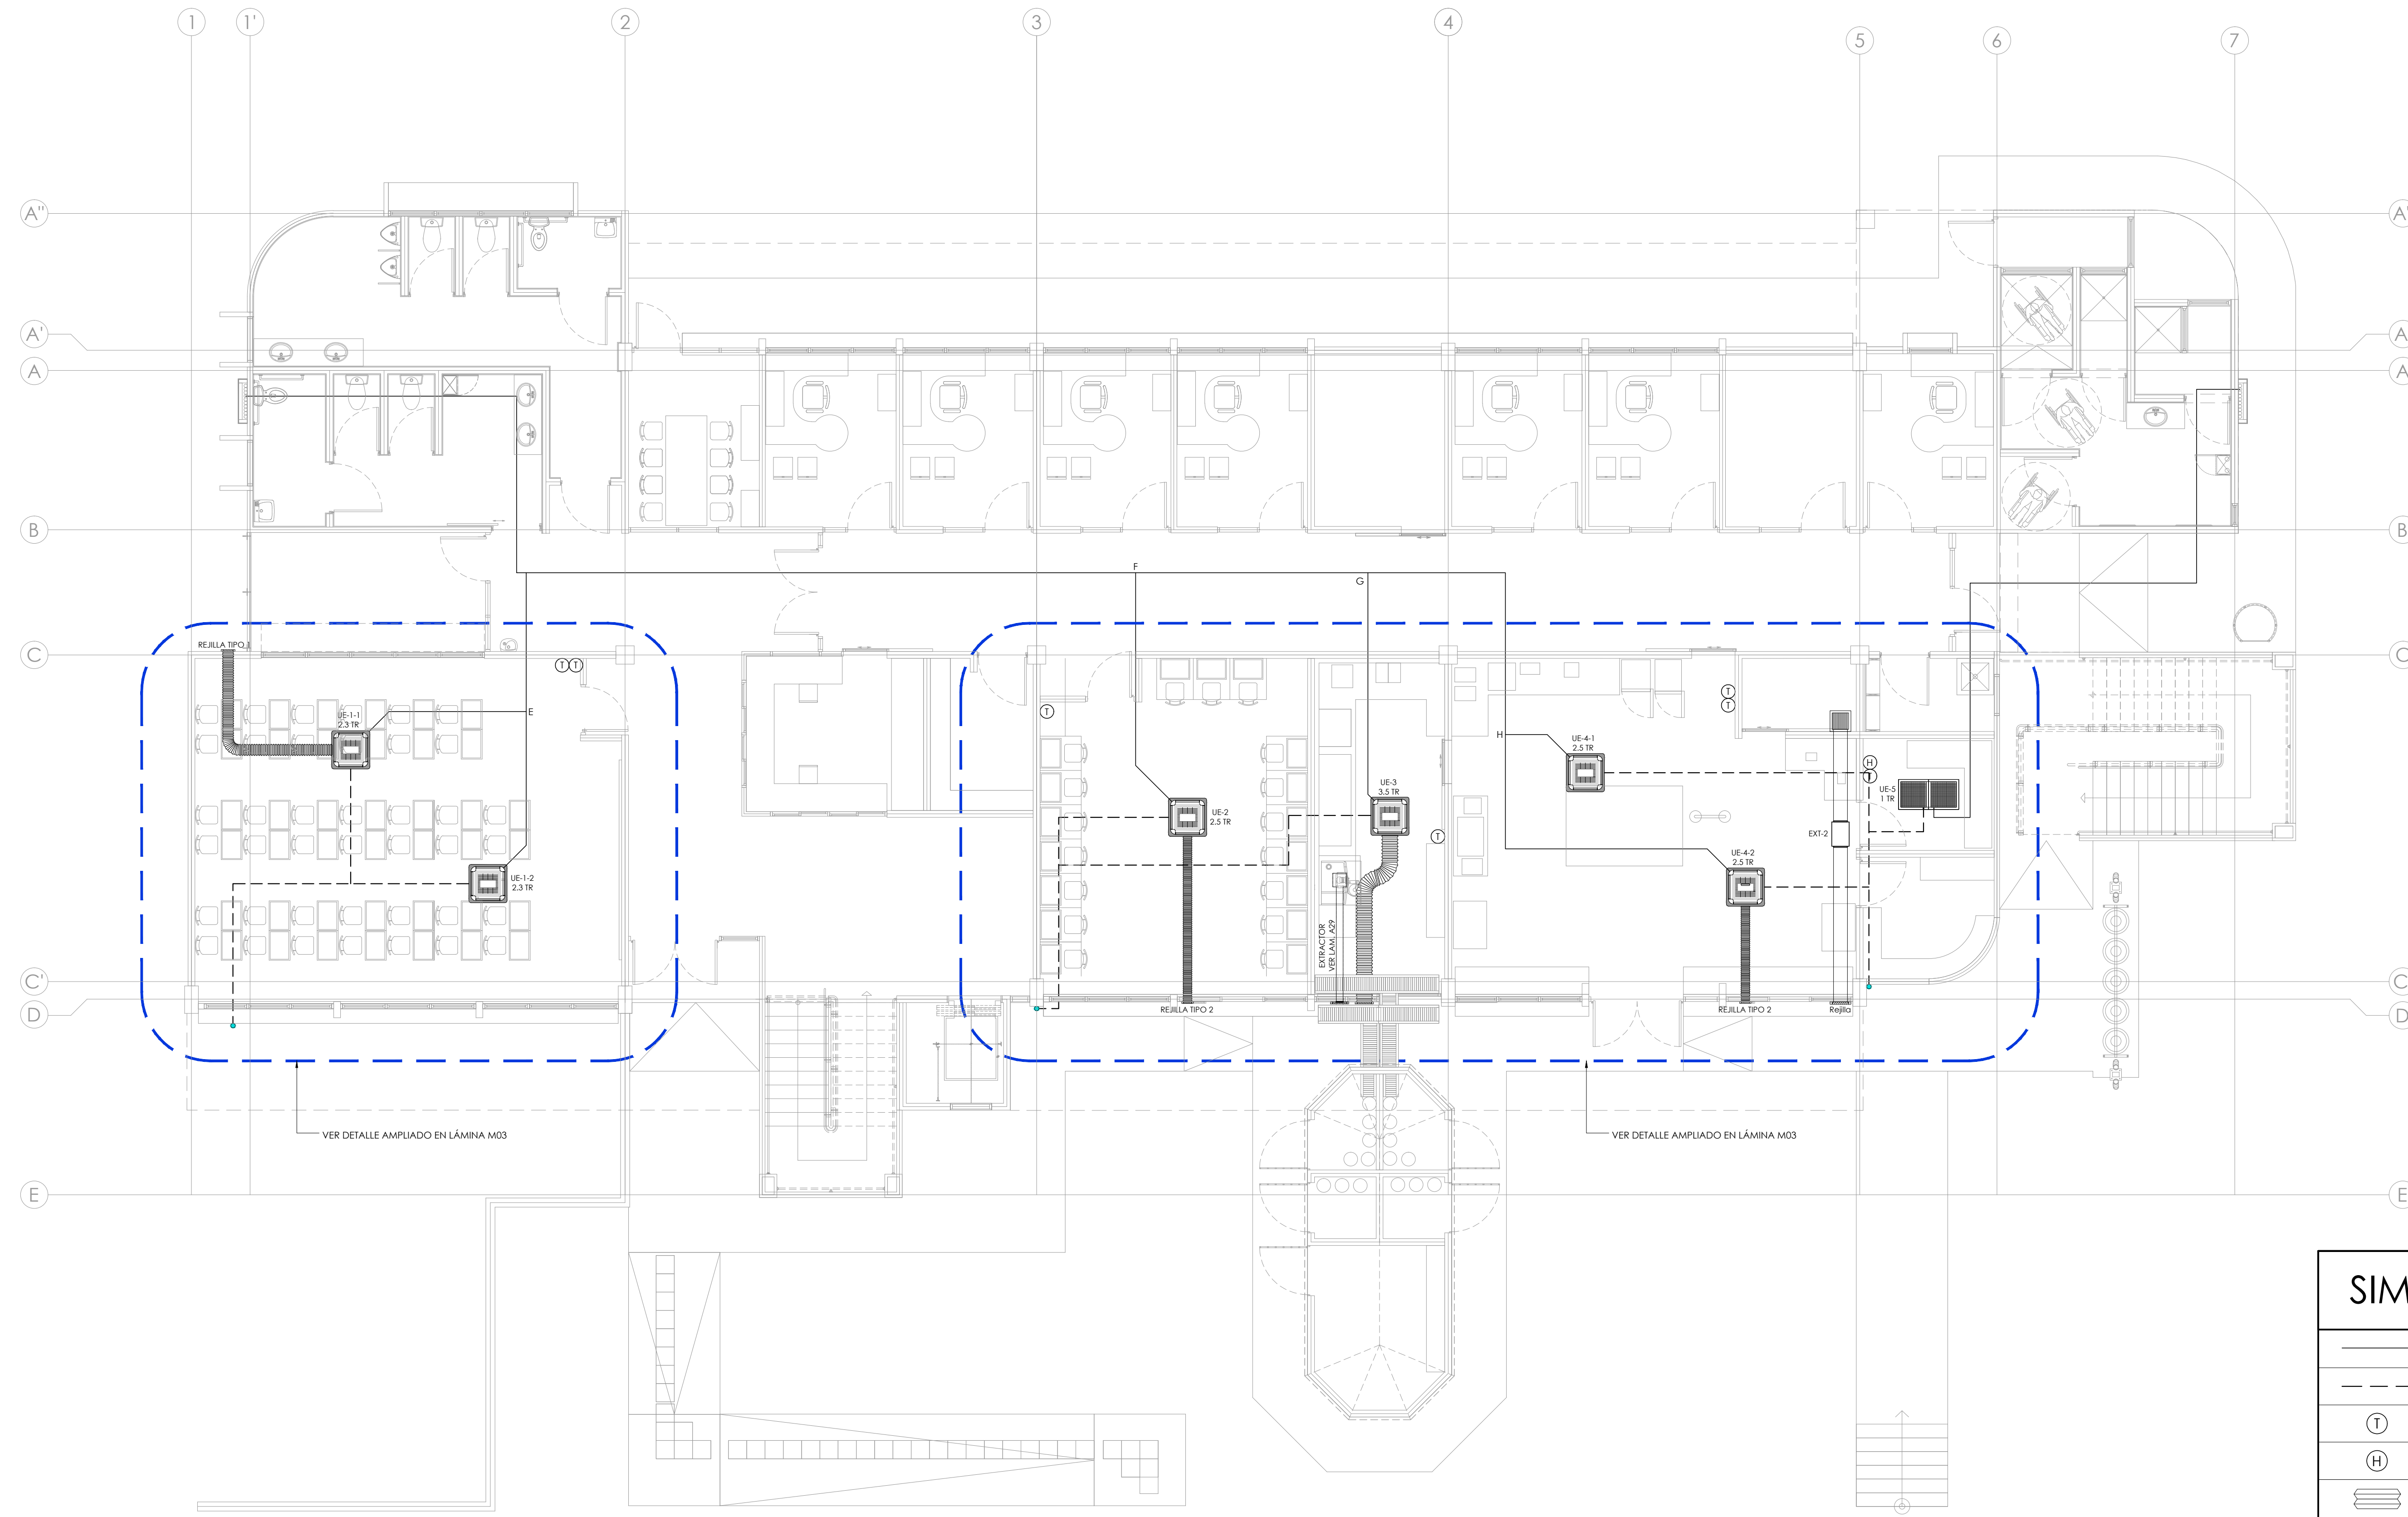 1 1' 2 3 4 5 6 7
A"
A'
A' A
A A
A
B B
F
G
REJILLA TIPO 1
C C
T T
T
T
T
E
UE-1-1
2.3 TR
H
UE-4-1
2.5 TR
H
T
UE-3
3.5 TR
UE-5
1 TR
UE-2
2.5 TR
T
EXT-2
UE-4-2
2.5 TR
UE-1-2
2.3 TR
EXTRACTOR
VER LAM. A29
C' C
REJILLA TIPO 2
REJILLA TIPO 2
Rejilla
D D
VER DETALLE AMPLIADO EN LÁMINA M03
VER DETALLE AMPLIADO EN LÁMINA M03
E E
SIM
T
H